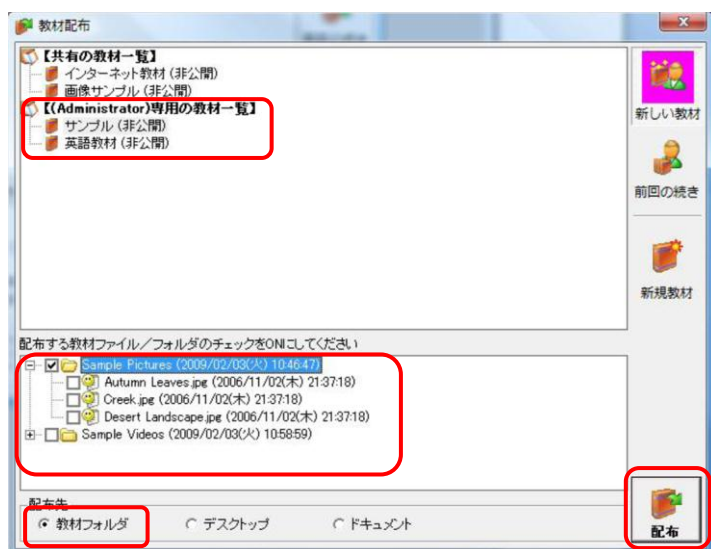 教材配布
【共有の教材一覧】
インターネット教材 (非公開)
画像サンプル (非公開)
【(Administrator)専用の教材一覧】
サンプル (非公開)
英語教材 (非公開)
新しい教材
前回の続き
新規教材
配布する教材ファイル／フォルダのチェックをONにしてください
Sample Pictures (2009/02/03(火) 10:46:47)
Autumn Leaves.jpg (2006/11/02(木) 21:37:18)
Creek.jpg (2006/11/02(木) 21:37:18)
Desert Landscape.jpg (2006/11/02(木) 21:37:18)
Sample Videos (2009/02/03(火) 10:58:59)
配布先
教材フォルダ
デスクトップ
ドキュメント
配布